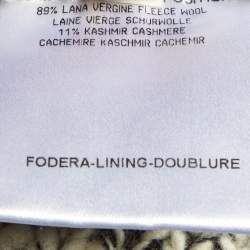 89% LANA VERGINE FLEECE WOOL
LAINE VIERGE SCHURWOLLE
11% KASHMIR CASHMERE
CACHEMIRE KASCHMIR CACHEMIR
FODERA-LINING-DOUBLURE